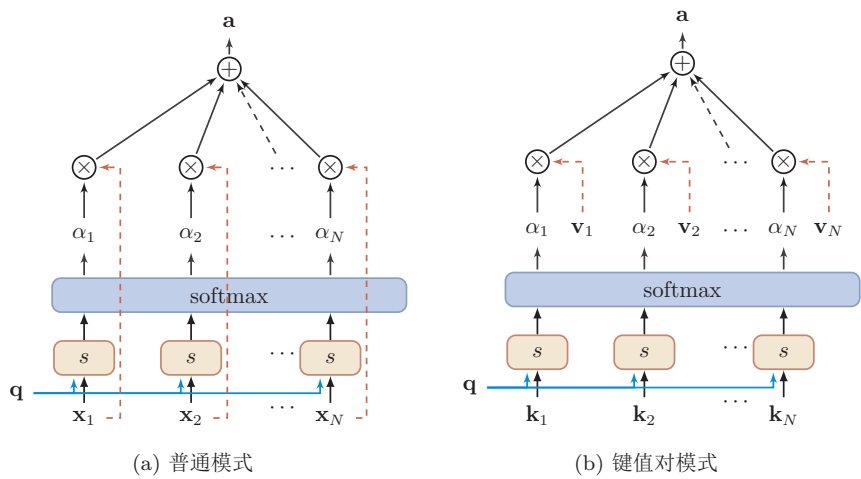 a
a
α1 α2 ... αN
α1 v1 α2 v2 ... αN vN
softmax
softmax
s s ... s
s s ... s
q
q
x1 x2 ... xN
k1 k2 ... kN
(a) 普通模式
(b) 键值对模式